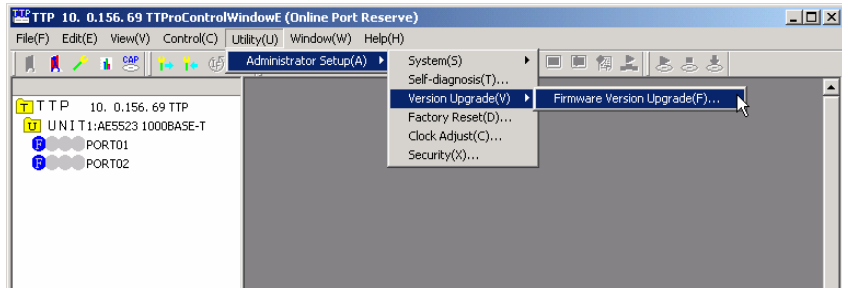 TTP 10. 0.156. 69 TTProControlWindowE (Online Port Reserve)
File(F) Edit(E) View(V) Control(C) Utility(U) Window(W) Help(H)
CAP
Administrator Setup(A)
System(S)
Self-diagnosis(T)...
Version Upgrade(V)
Firmware Version Upgrade(F)...
Factory Reset(D)...
Clock Adjust(C)...
Security(X)...
T TTP 10. 0.156. 69 TTP
U UNIT1:AE5523 1000BASE-T
F PORT01
F PORT02